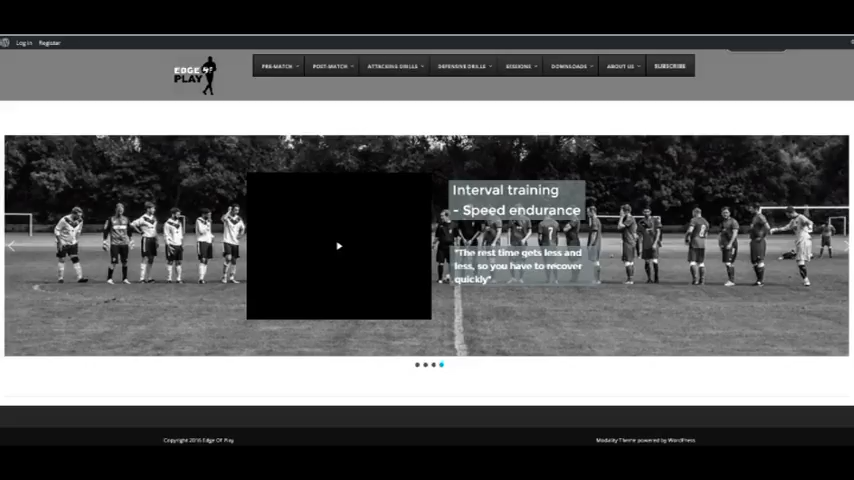 Log in Register
EDGE OF
PLAY
PRE-MATCH POST-MATCH ATTACKING DRILLS DEFENSIVE DRILLS SESSIONS DOWNLOADS ABOUT US SUBSCRIBE
Interval training
- Speed endurance
"The rest time gets less and
less, so you have to recover
quickly"
7
Copyright 2016 Edge Of Play
Modality Theme powered by WordPress